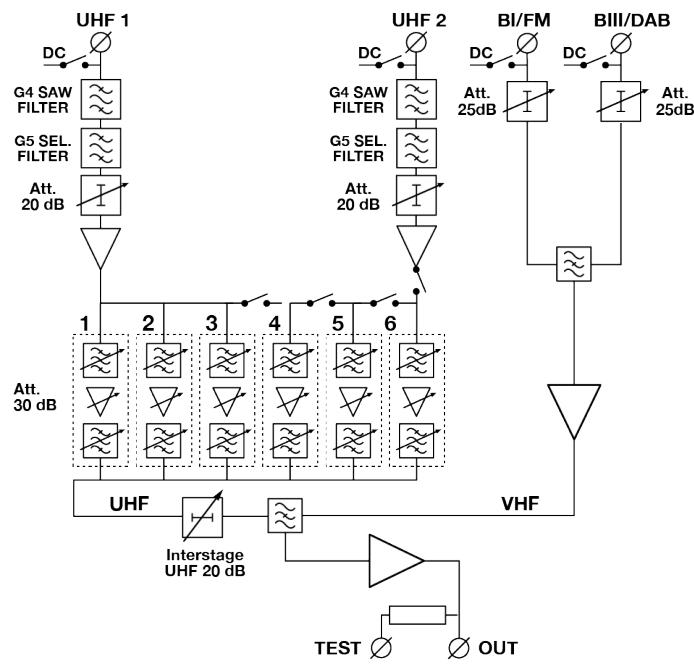 UHF 1
UHF 2
BI/FM
BIII/DAB
DC
DC
DC
DC
G4 SAW
FILTER
G4 SAW
FILTER
Att.
25dB
Att.
25dB
G5 SEL.
FILTER
G5 SEL.
FILTER
Att.
20 dB
Att.
20 dB
1
2
3
4
5
6
Att.
30 dB
UHF
VHF
Interstage
UHF 20 dB
TEST
OUT